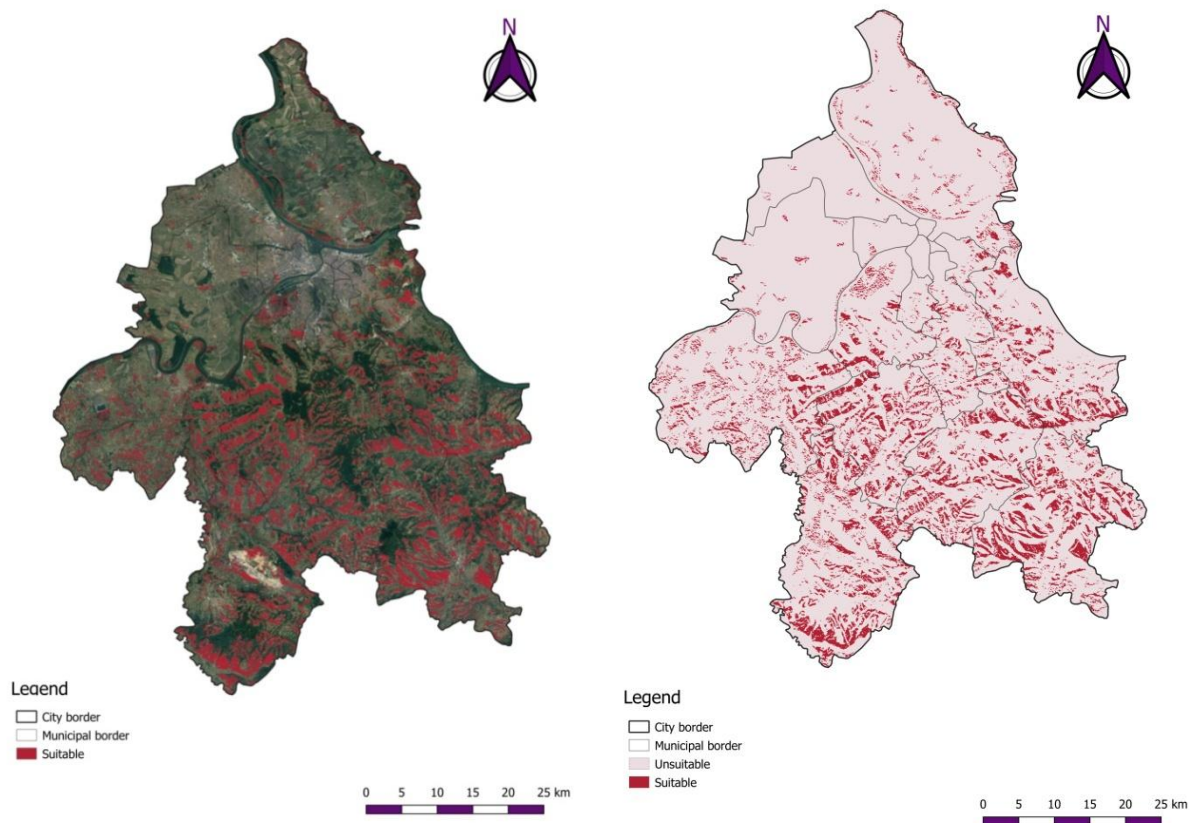 N
Legend
City border
Municipal border
Suitable
0 5 10 15 20 25 km
N
Legend
City border
Municipal border
Unsuitable
Suitable
0 5 10 15 20 25 km